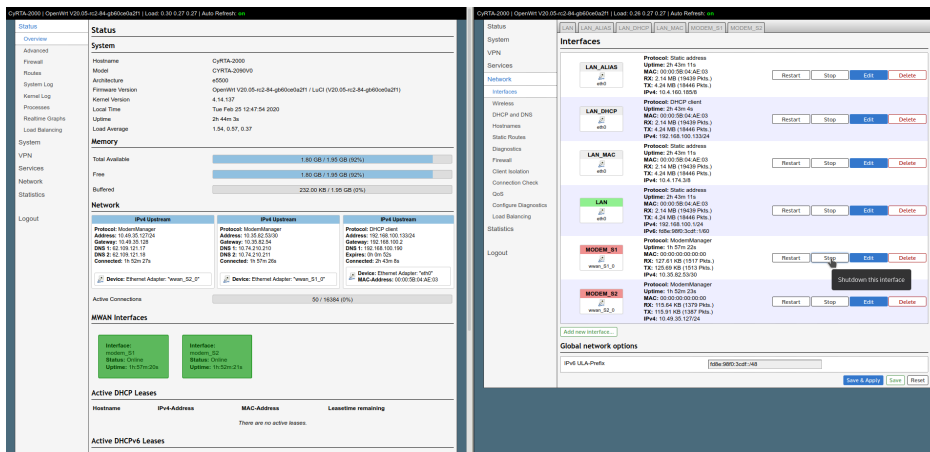 CyRTA-2000 | OpenWrt V20.05-rc2-84-gb60ce0a2f1 | Load: 0.30 0.27 0.27 | Auto Refresh: on
Status
Overview
Advanced
Firewall
Routes
System Log
Kernel Log
Processes
Realtime Graphs
Load Balancing
System
VPN
Services
Network
Statistics
Logout
Status
System
Hostname CyRTA-2000
Model CyRTA-2090V0
Architecture e5500
Firmware Version OpenWrt V20.05-rc2-84-gb60ce0a2f1 / LuCI (V20.05-rc2-84-gb60ce0a2f1)
Kernel Version 4.14.137
Local Time Tue Feb 25 12:47:54 2020
Uptime 2h 44m 3s
Load Average 1.54, 0.57, 0.37
Memory
Total Available 1.80 GB / 1.95 GB (92%)
Free 1.80 GB / 1.95 GB (92%)
Buffered 232.00 KB / 1.95 GB (0%)
Network
IPv4 Upstream
Protocol: ModemManager
Address: 10.49.35.127/24
Gateway: 10.49.35.128
DNS 1: 62.109.121.17
DNS 2: 62.109.121.18
Connected: 1h 52m 27s
Device: Ethernet Adapter: "wwan_S2_0"
IPv4 Upstream
Protocol: ModemManager
Address: 10.35.82.53/30
Gateway: 10.35.82.54
DNS 1: 10.74.210.210
DNS 2: 10.74.210.211
Connected: 1h 57m 26s
Device: Ethernet Adapter: "wwan_S1_0"
IPv4 Upstream
Protocol: DHCP client
Address: 192.168.100.133/24
Gateway: 192.168.100.2
DNS 1: 192.168.100.190
Expires: 0h 0m 52s
Connected: 2h 43m 8s
Device: Ethernet Adapter: "eth0"
MAC-Address: 00:00:5B:04:AE:03
Active Connections 50 / 16384 (0%)
MWAN Interfaces
Interface:
modem_S1
Status: Online
Uptime: 1h:57m:20s
Interface:
modem_S2
Status: Online
Uptime: 1h:52m:21s
Active DHCP Leases
Hostname IPv4-Address MAC-Address Leasetime remaining
There are no active leases.
Active DHCPv6 Leases
CyRTA-2000 | OpenWrt V20.05-rc2-84-gb60ce0a2f1 | Load: 0.26 0.27 0.27 | Auto Refresh: on
Status
System
VPN
Services
Network
Interfaces
Wireless
DHCP and DNS
Hostnames
Static Routes
Diagnostics
Firewall
Client Isolation
Connection Check
QoS
Configure Diagnostics
Load Balancing
Statistics
Logout
LAN LAN_ALIAS LAN_DHCP LAN_MAC MODEM_S1 MODEM_S2
Interfaces
LAN_ALIAS
eth0
Protocol: Static address
Uptime: 2h 43m 11s
MAC: 00:00:5B:04:AE:03
RX: 2.14 MB (19439 Pkts.)
TX: 4.24 MB (18446 Pkts.)
IPv4: 10.4.160.185/8
Restart Stop Edit Delete
LAN_DHCP
eth0
Protocol: DHCP client
Uptime: 2h 43m 4s
MAC: 00:00:5B:04:AE:03
RX: 2.14 MB (19439 Pkts.)
TX: 4.24 MB (18446 Pkts.)
IPv4: 192.168.100.133/24
Restart Stop Edit Delete
LAN_MAC
eth0
Protocol: Static address
Uptime: 2h 43m 11s
MAC: 00:00:5B:04:AE:03
RX: 2.14 MB (19439 Pkts.)
TX: 4.24 MB (18446 Pkts.)
IPv4: 10.4.174.3/8
Restart Stop Edit Delete
LAN
eth0
Protocol: Static address
Uptime: 2h 43m 11s
MAC: 00:00:5B:04:AE:03
RX: 2.14 MB (19439 Pkts.)
TX: 4.24 MB (18446 Pkts.)
IPv4: 192.168.100.1/24
IPv6: fd8e:96f0:3cdf::1/60
Restart Stop Edit Delete
MODEM_S1
wwan_S1_0
Protocol: ModemManager
Uptime: 1h 57m 22s
MAC: 00:00:00:00:00:00
RX: 127.61 KB (1517 Pkts.)
TX: 125.69 KB (1513 Pkts.)
IPv4: 10.35.82.53/30
Restart Stop Edit Delete
Shutdown this interface
MODEM_S2
wwan_S2_0
Protocol: ModemManager
Uptime: 1h 52m 23s
MAC: 00:00:00:00:00:00
RX: 115.64 KB (1379 Pkts.)
TX: 115.91 KB (1387 Pkts.)
IPv4: 10.49.35.127/24
Restart Stop Edit Delete
Add new interface...
Global network options
IPv6 ULA-Prefix fd8e:96f0:3cdf::/48
Save & Apply Save Reset